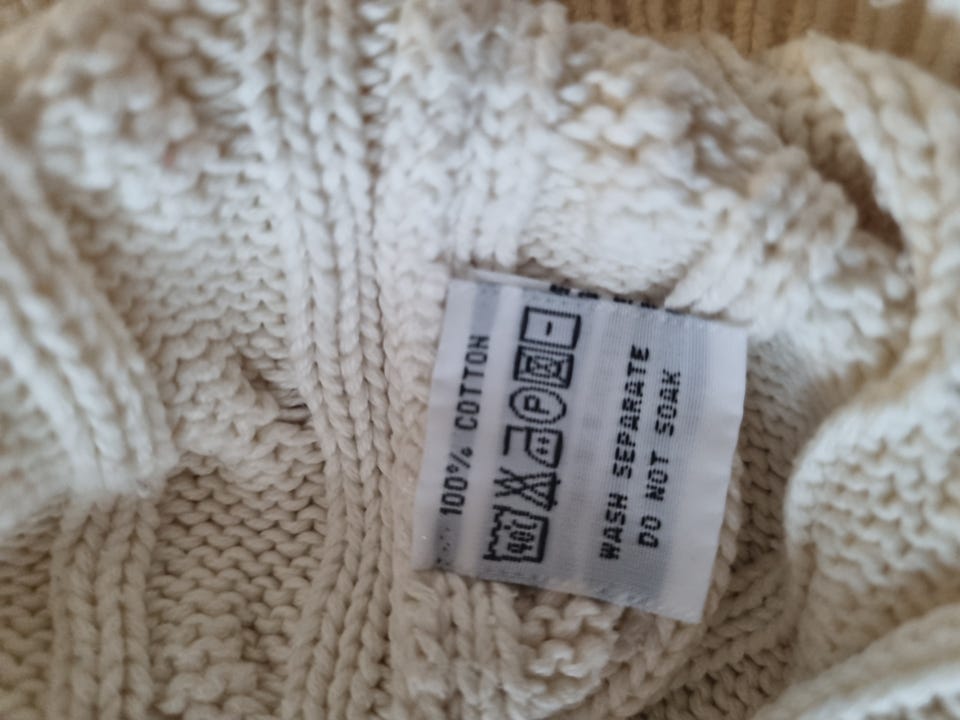 100% COTTON
40° P
WASH SEPARATE
DO NOT SOAK